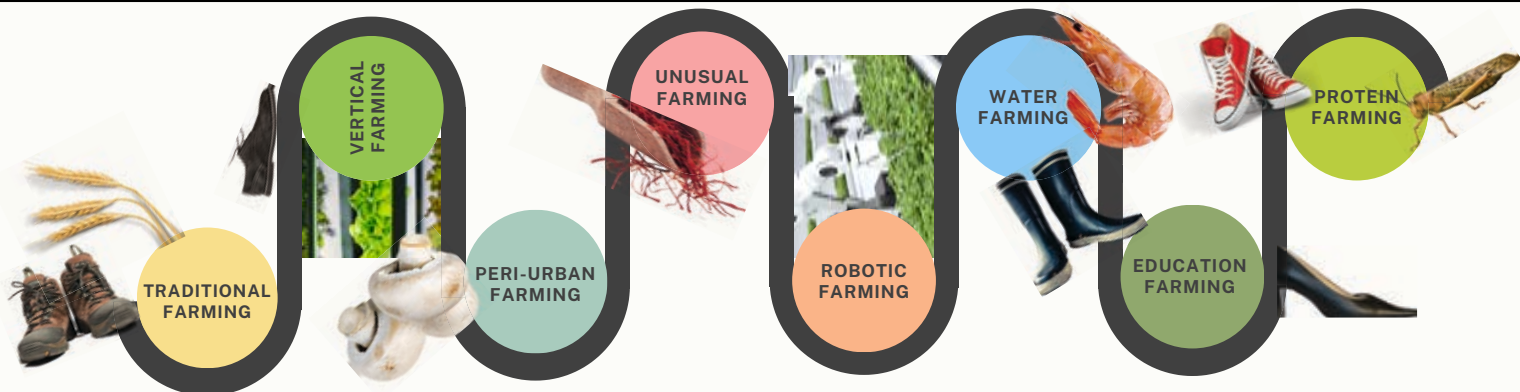 TRADITIONAL
FARMING
VERTICAL
FARMING
PERI-URBAN
FARMING
UNUSUAL
FARMING
ROBOTIC
FARMING
WATER
FARMING
EDUCATION
FARMING
PROTEIN
FARMING